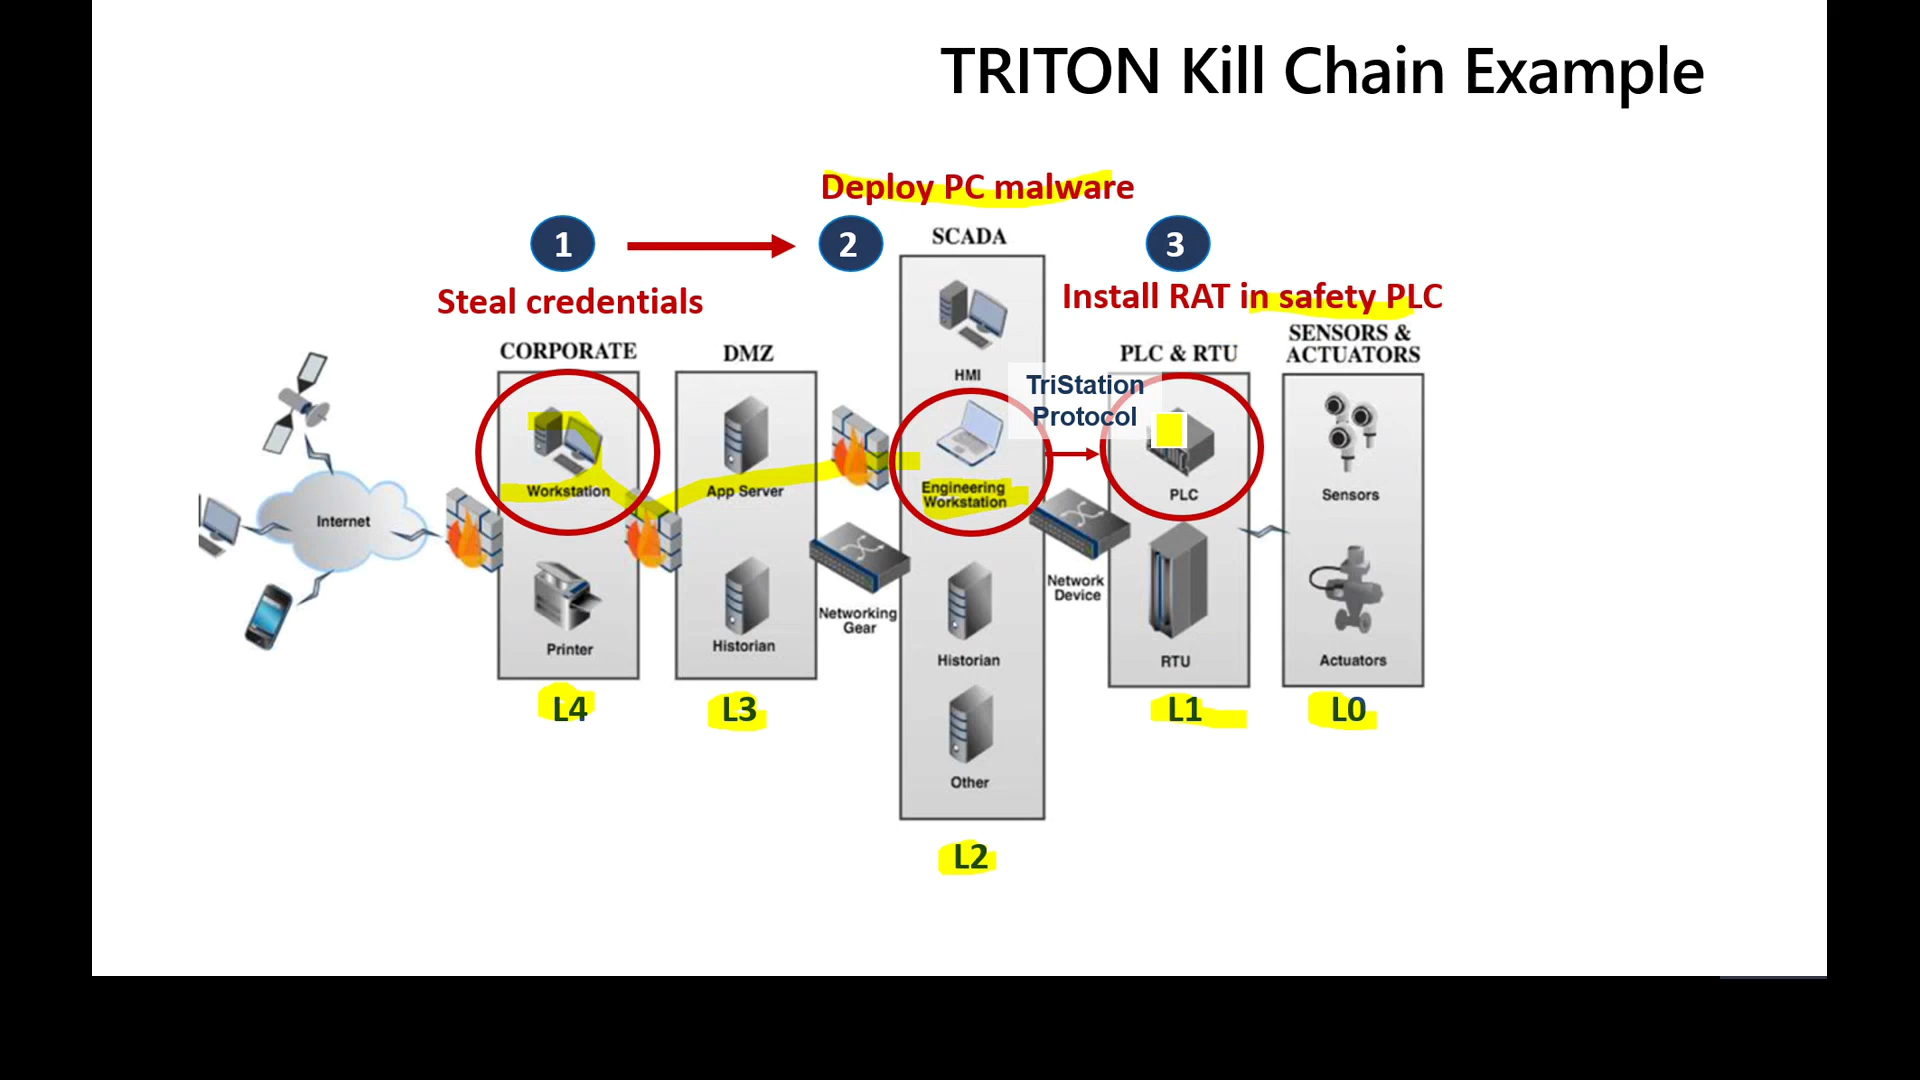 TRITON Kill Chain Example
Deploy PC malware
1
2
3
SCADA
Steal credentials
Install RAT in safety PLC
CORPORATE
DMZ
PLC & RTU
SENSORS &
ACTUATORS
HMI
TriStation
Protocol
Workstation
App Server
Engineering
Workstation
PLC
Sensors
Internet
Network
Device
Networking
Gear
Printer
Historian
Historian
RTU
Actuators
L4
L3
L1
L0
Other
L2